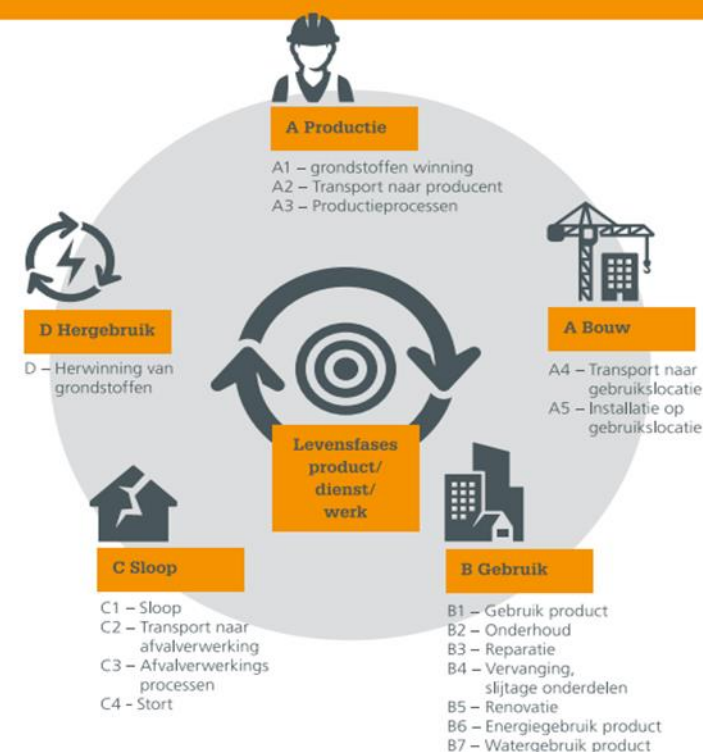 A Productie
A1 – grondstoffen winning
A2 – Transport naar producent
A3 – Productieprocessen
A Bouw
A4 – Transport naar
gebruikslocatie
A5 – Installatie op
gebruikslocatie
D Hergebruik
D – Herwinning van
grondstoffen
Levensfases
product/
dienst/
werk
B Gebruik
B1 – Gebruik product
B2 – Onderhoud
B3 – Reparatie
B4 – Vervanging,
slijtage onderdelen
B5 – Renovatie
B6 – Energiegebruik product
B7 – Watergebruik product
C Sloop
C1 – Sloop
C2 – Transport naar
afvalverwerking
C3 – Afvalverwerkings
processen
C4 - Stort